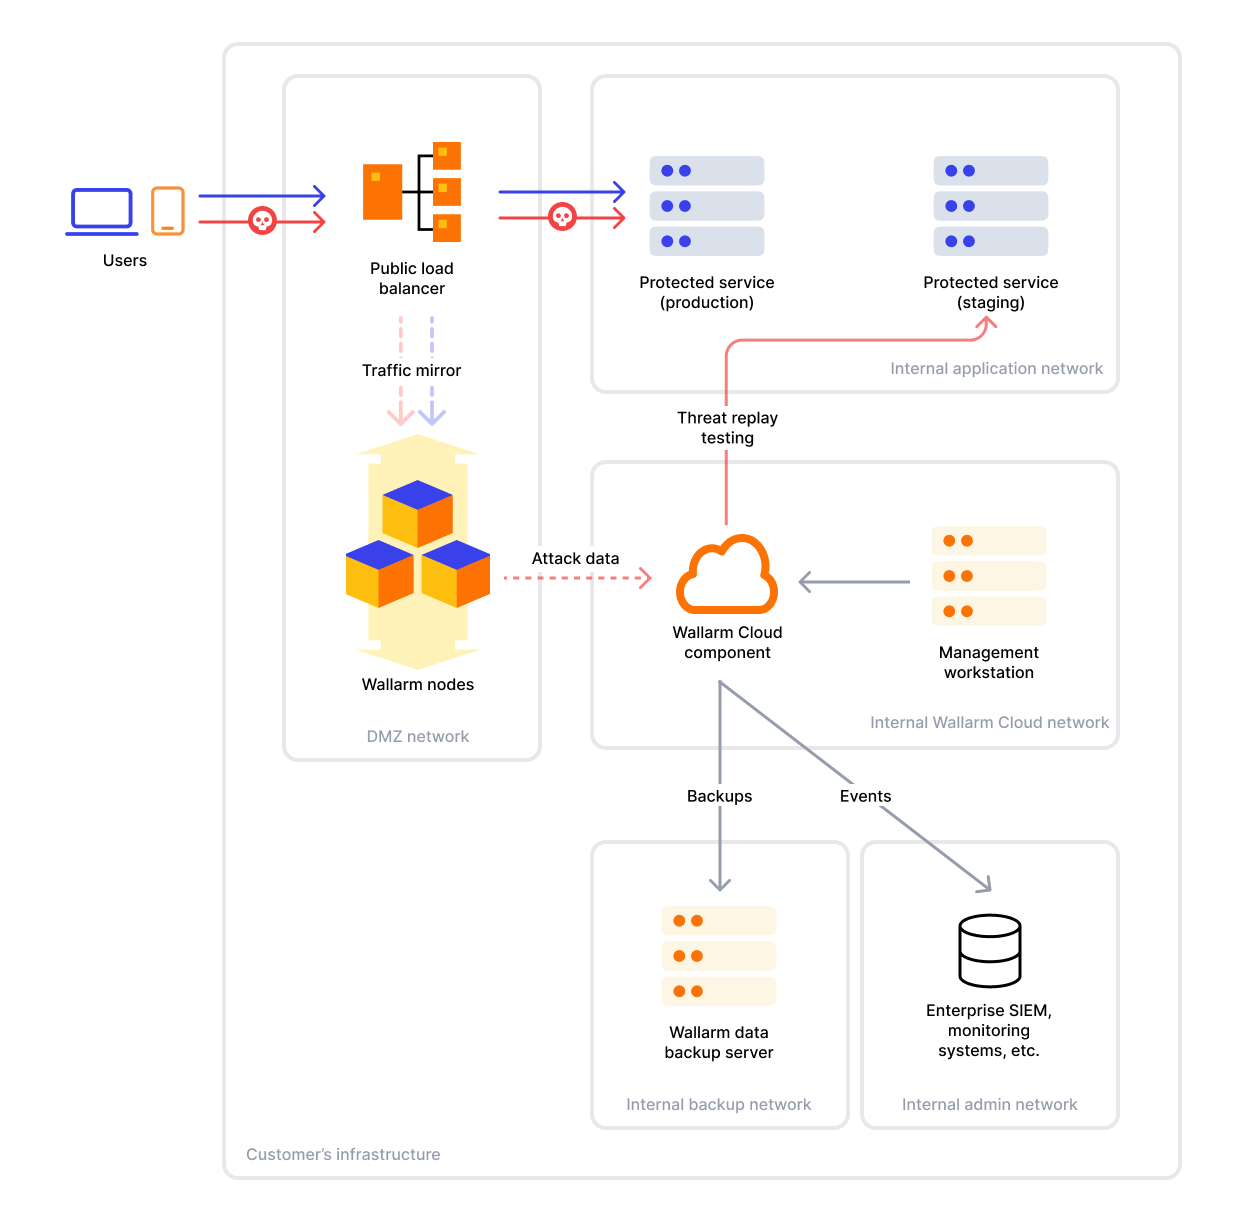 Users
Public load
balancer
Traffic mirror
Wallarm nodes
DMZ network
Protected service
(production)
Protected service
(staging)
Internal application network
Threat replay
testing
Attack data
Wallarm Cloud
component
Management
workstation
Internal Wallarm Cloud network
Backups
Events
Wallarm data
backup server
Internal backup network
Enterprise SIEM,
monitoring
systems, etc.
Internal admin network
Customer’s infrastructure